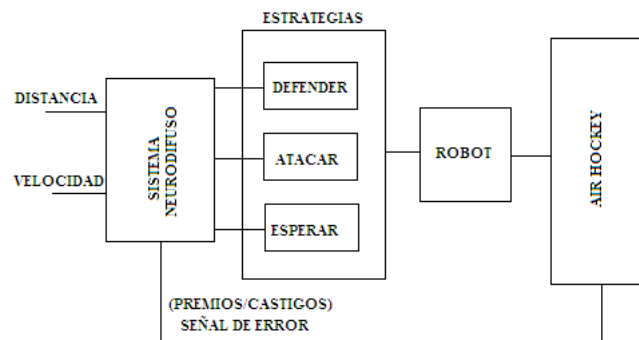 ESTRATEGIAS
DISTANCIA
VELOCIDAD
SISTEMA
NEURODIFUSO
DEFENDER
ATACAR
ESPERAR
ROBOT
AIR HOCKEY
(PREMIOS/CASTIGOS)
SEÑAL DE ERROR